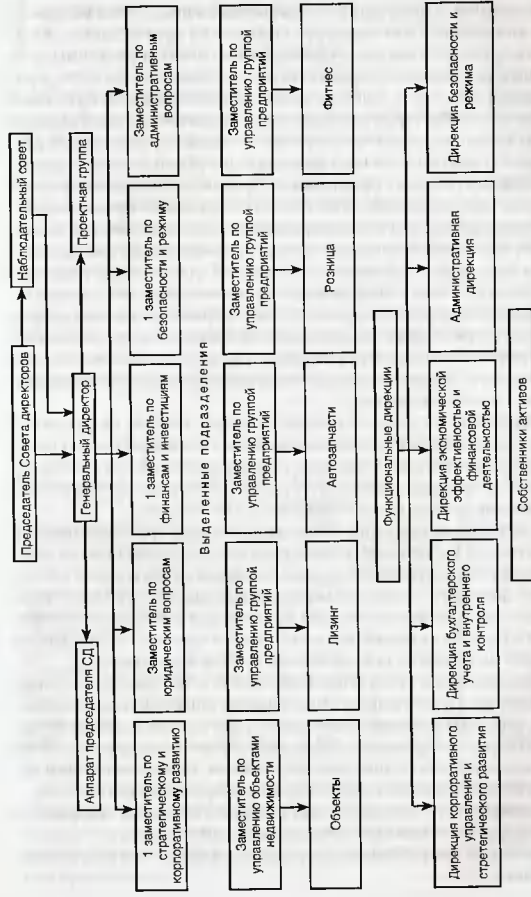 Председатель Совета директоров
Наблюдательный совет
Генеральный директор
Проектная группа
Аппарат председателя СД
1 заместитель по
стратегическому и
корпоративному развитию
Заместитель по
юридическим вопросам
1 заместитель по
финансам и инвестициям
1 заместитель по
безопасности и режиму
Заместитель по
административным
вопросам
Выделенные подразделения
Заместитель по
управлению объектами
недвижимости
Заместитель по
управлению группой
предприятий
Заместитель по
управлению группой
предприятий
Заместитель по
управлению группой
предприятий
Заместитель по
управлению группой
предприятий
Объекты
Лизинг
Автозапчасти
Розница
Фитнес
Функциональные дирекции
Дирекция корпоративного
управления и
стретегического развития
Дирекция бухгалтерского
учета и внутреннего
контроля
Дирекция экономической
эффективностью и
финансовой
деятельностью
Административная
дирекция
Дирекция безопасности и
режима
Собственники активов